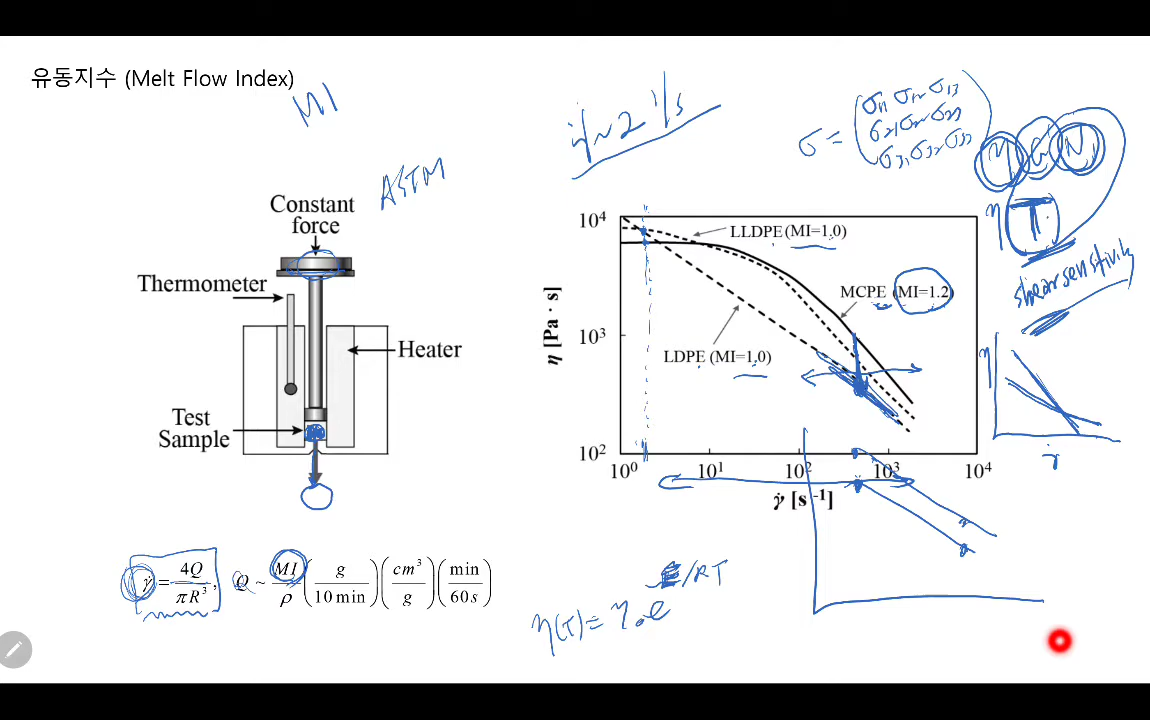 유동지수 (Melt Flow Index)
MI
ASTM
Constant
force
Thermometer
Heater
Test
Sample
γ̇ = 4Q / πR³, Q ~ MI/ρ (g / 10 min)(cm³ / g)(min / 60 s)
γ̇ ~ 2 1/s
σ = (σ11 σ12 σ13
σ21 σ22 σ23
σ31 σ32 σ33)
η G N1
η T
shear sensitivity
η
γ̇
η [Pa · s]
10⁴
10³
10²
LLDPE (MI=1.0)
MCPE (MI=1.2)
LDPE (MI=1.0)
10⁰ 10¹ 10² 10³ 10⁴
γ̇ [s⁻¹]
E/RT
η(T) = η₀e